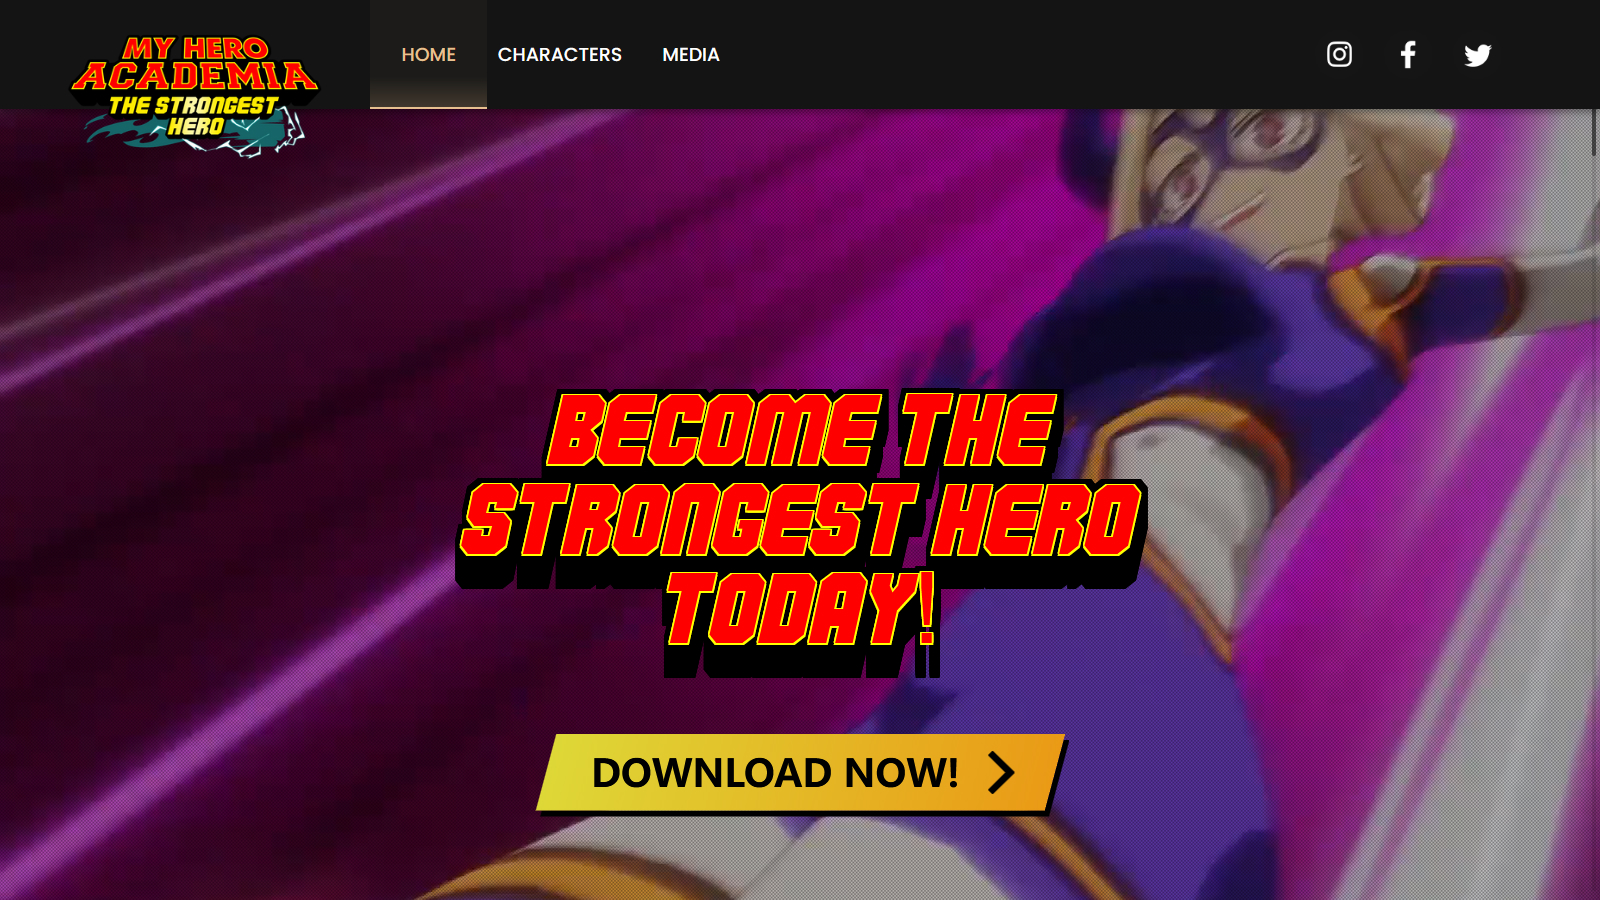 MY HERO
ACADEMIA
THE STRONGEST
HERO
HOME
CHARACTERS
MEDIA
BECOME THE
STRONGEST HERO
TODAY!
DOWNLOAD NOW!